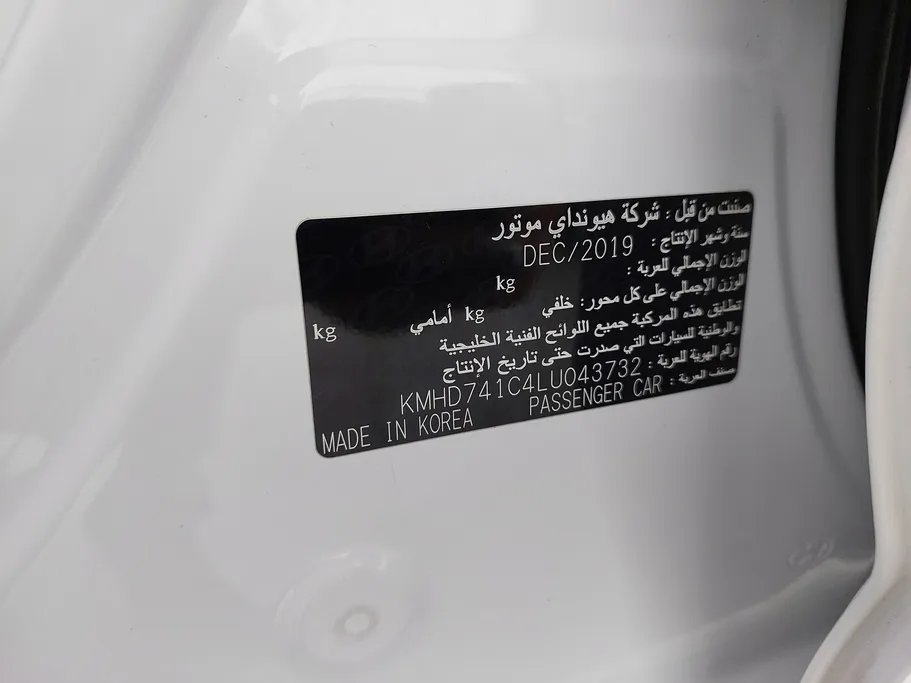 صنعت من قبل : شركة هيونداي موتور
سنة وشهر الإنتاج : DEC/2019
الوزن الإجمالي للعربة : kg
الوزن الإجمالي على كل محور : خلفي kg أمامي kg
تطابق هذه المركبة جميع اللوائح الفنية الخليجية
والوطنية للسيارات التي صدرت حتى تاريخ الإنتاج
رقم الهوية للعربة : KMHD741C4LU043732
صنف العربة : PASSENGER CAR MADE IN KOREA